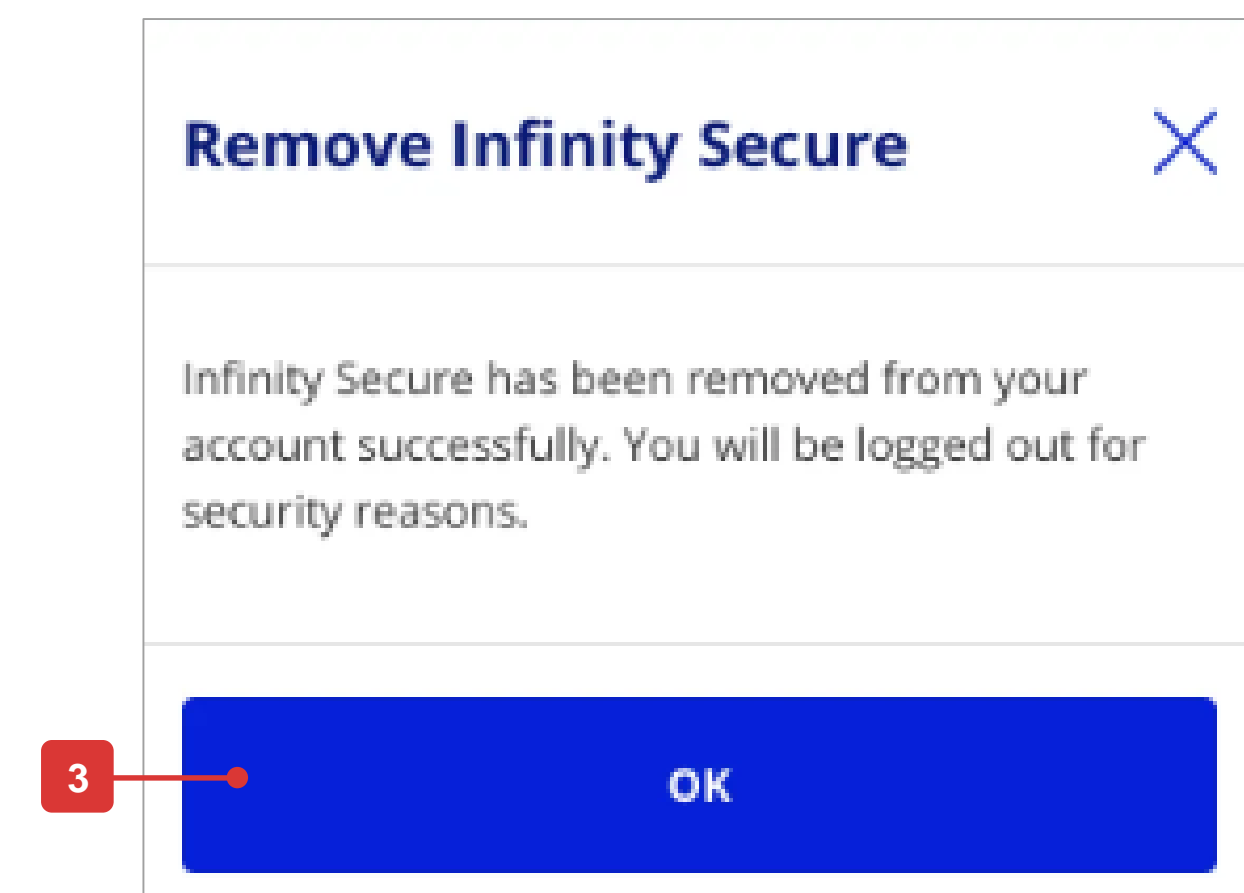 Remove Infinity Secure
Infinity Secure has been removed from your
account successfully. You will be logged out for
security reasons.
3
OK